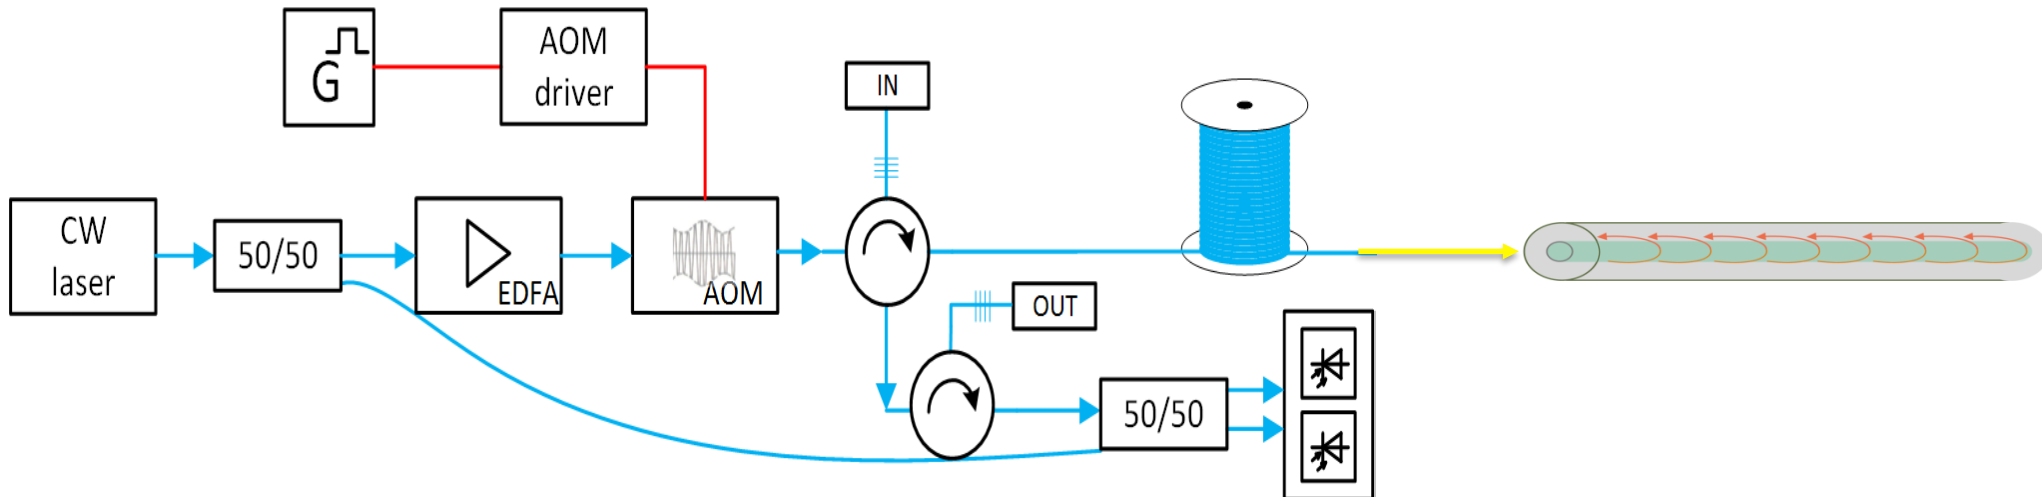 G
AOM
driver
IN
CW
laser
50/50
EDFA
AOM
OUT
50/50